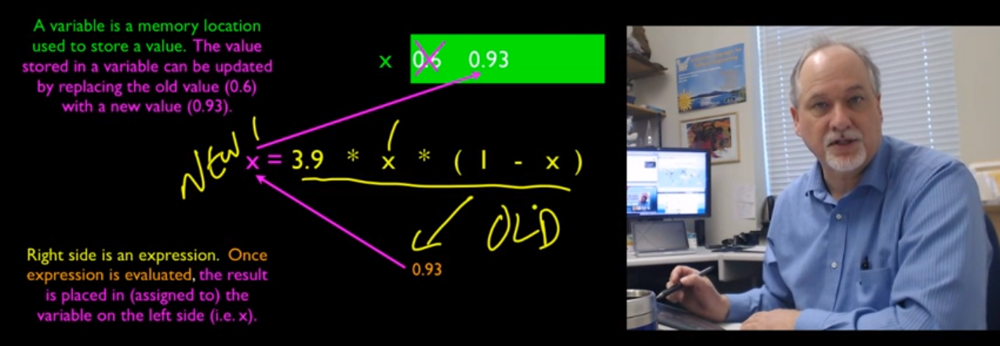 A variable is a memory location
used to store a value. The value
stored in a variable can be updated
by replacing the old value (0.6)
with a new value (0.93).
x 0.6 0.93
NEW
x = 3.9 * x * ( 1 - x )
OLD
0.93
Right side is an expression. Once
expression is evaluated, the result
is placed in (assigned to) the
variable on the left side (i.e. x).